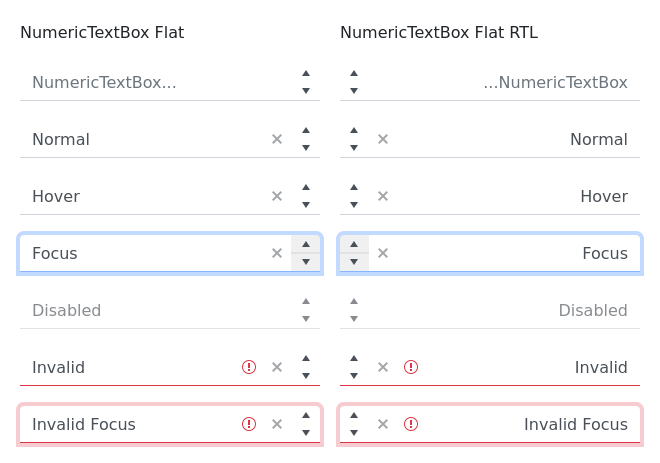 NumericTextBox Flat
NumericTextBox...
Normal
Hover
Focus
Disabled
Invalid
Invalid Focus
NumericTextBox Flat RTL
...NumericTextBox
Normal
Hover
Focus
Disabled
Invalid
Invalid Focus